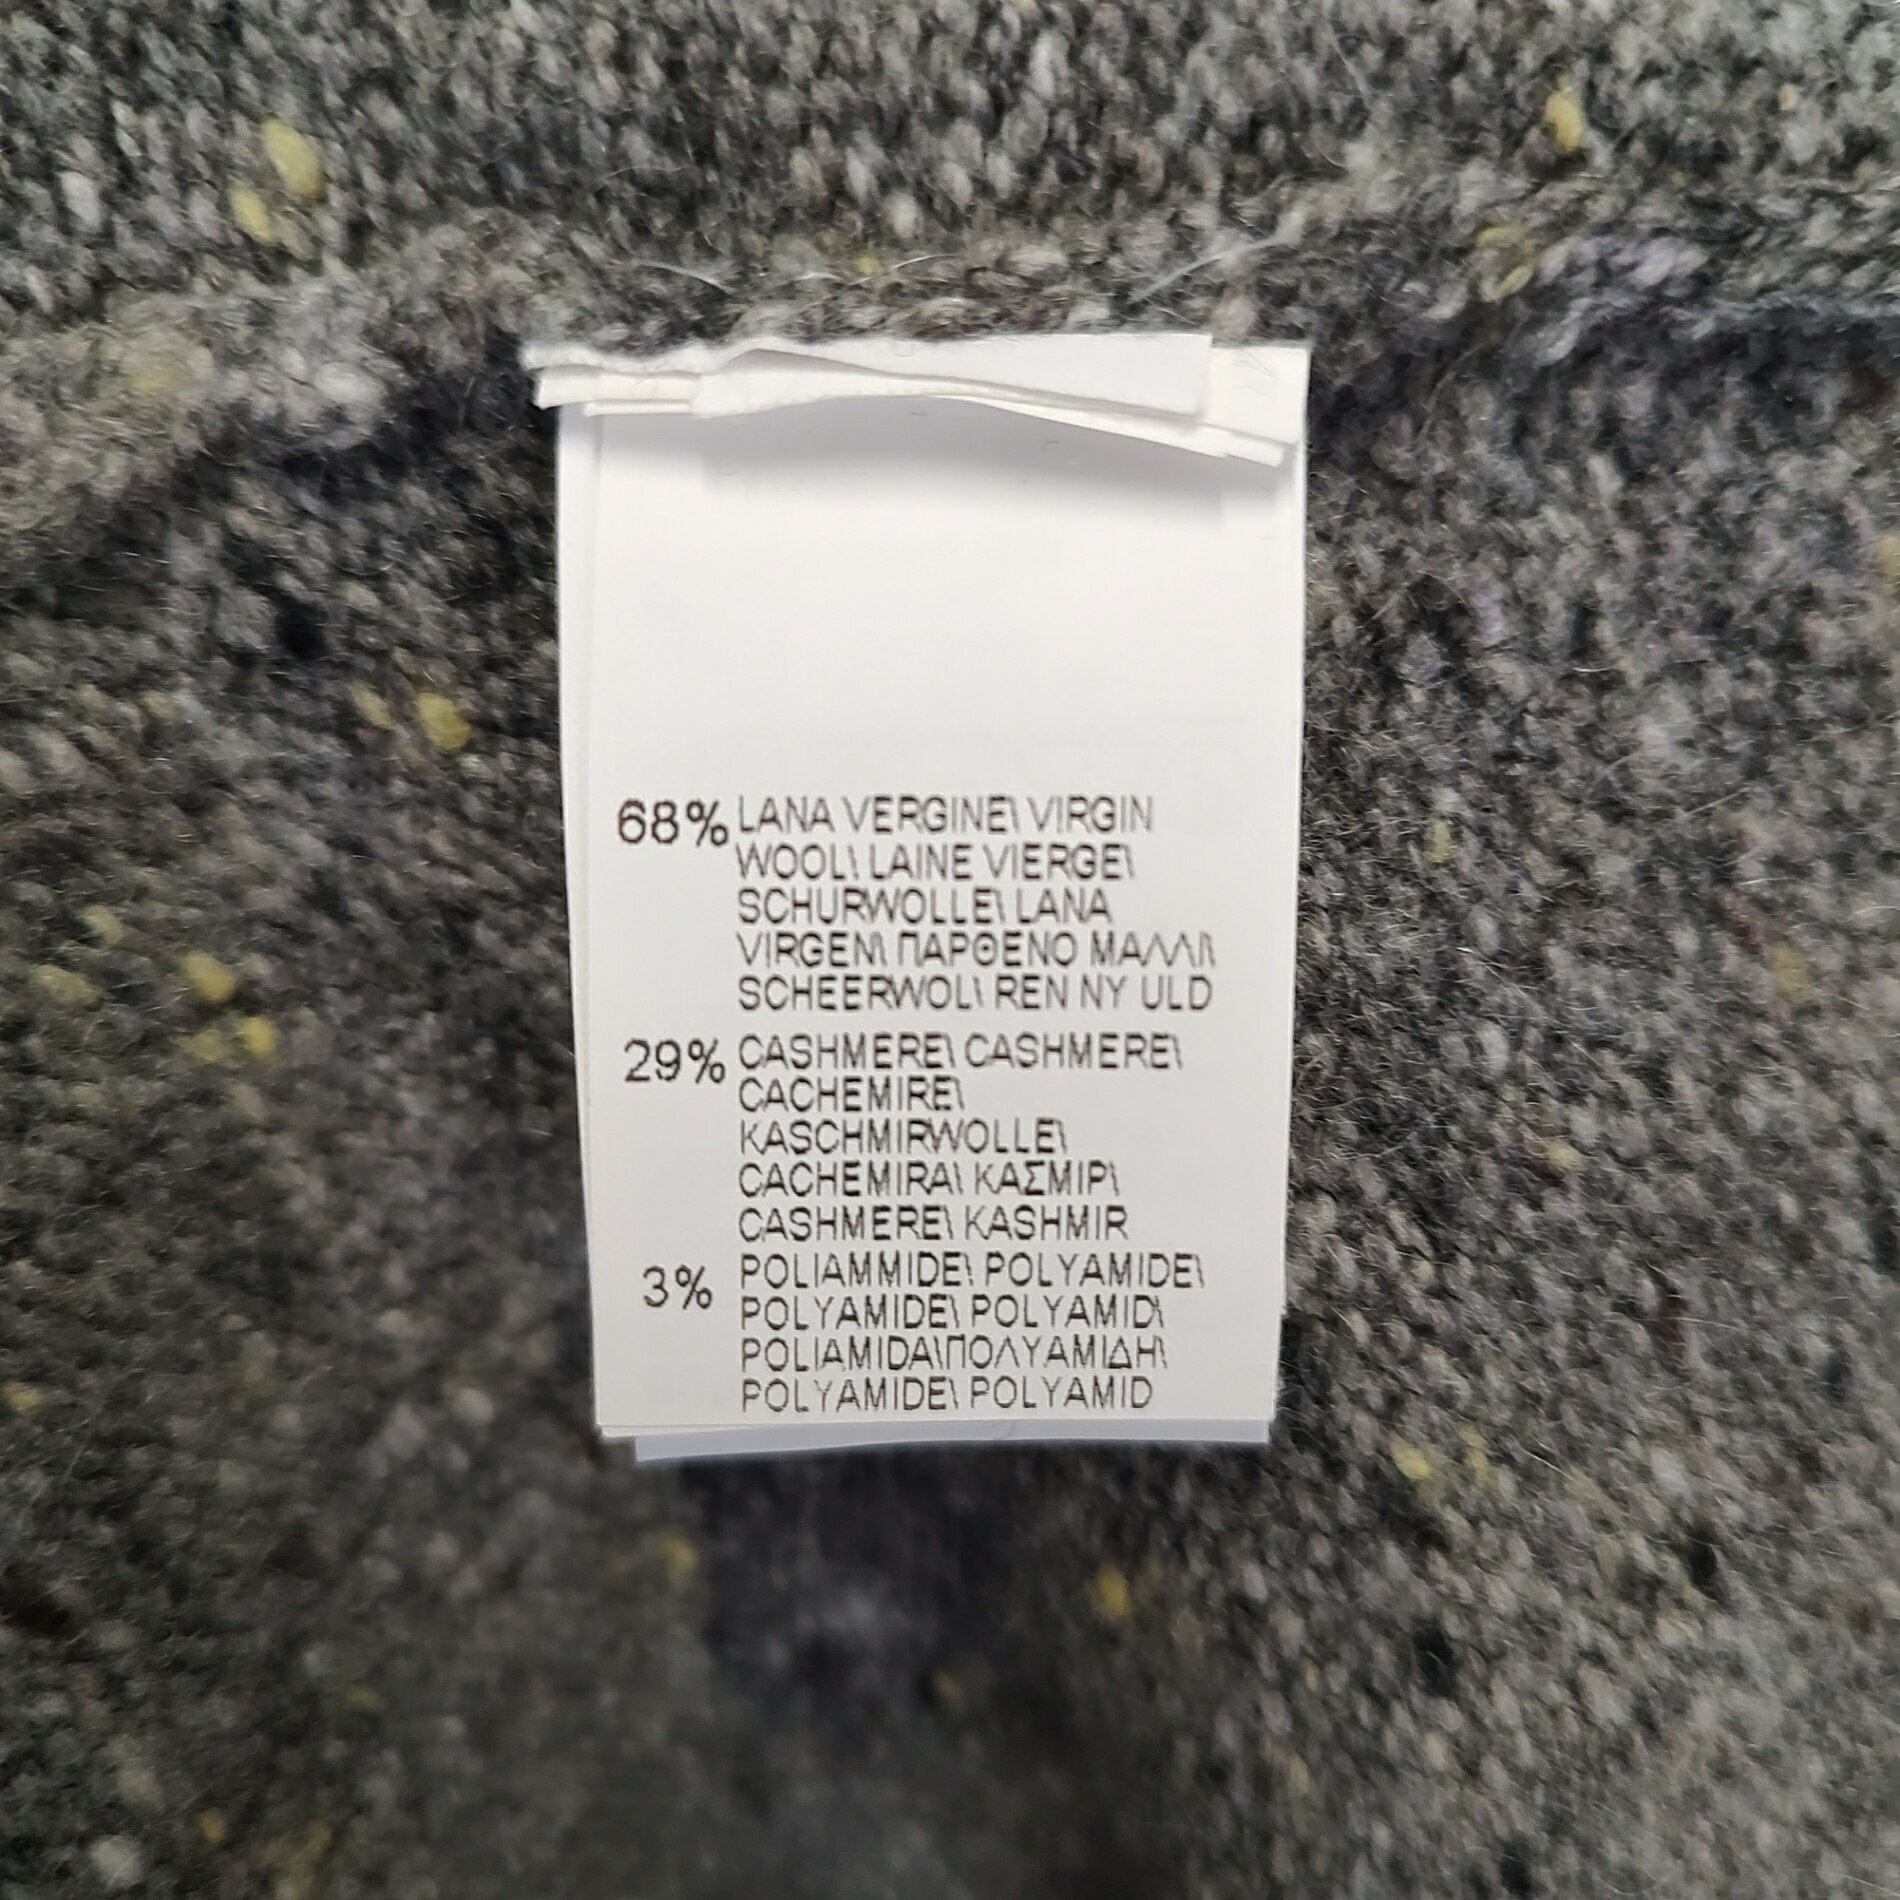 68% LANA VERGINE\ VIRGIN
WOOL\ LAINE VIERGE\
SCHURWOLLE\ LANA
VIRGEN\ ΠΑΡΘΕΝΟ ΜΑΛΛΙ\
SCHEERWOL\ REN NY ULD
29% CASHMERE\ CASHMERE\
CACHEMIRE\
KASCHMIRWOLLE\
CACHEMIRA\ ΚΑΣΜΙΡ\
CASHMERE\ KASHMIR
3% POLIAMMIDE\ POLYAMIDE\
POLYAMIDE\ POLYAMID\
POLIAMIDA\ΠΟΛΥΑΜΙΔΗ\
POLYAMIDE\ POLYAMID